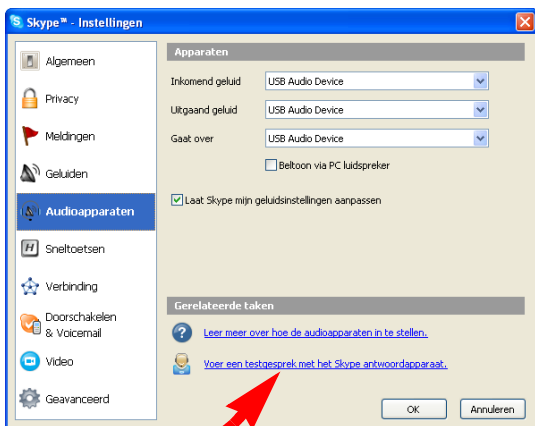 Skype™ - Instellingen
Algemeen
Privacy
Meldingen
Geluiden
Audioapparaten
H Sneltoetsen
Verbinding
Doorschakelen
& Voicemail
Video
Geavanceerd
Apparaten
Inkomend geluid USB Audio Device
Uitgaand geluid USB Audio Device
Gaat over USB Audio Device
Beltoon via PC luidspreker
Laat Skype mijn geluidsinstellingen aanpassen
Gerelateerde taken
? Leer meer over hoe de audioapparaten in te stellen.
Voer een testgesprek met het Skype antwoordapparaat.
OK Annuleren